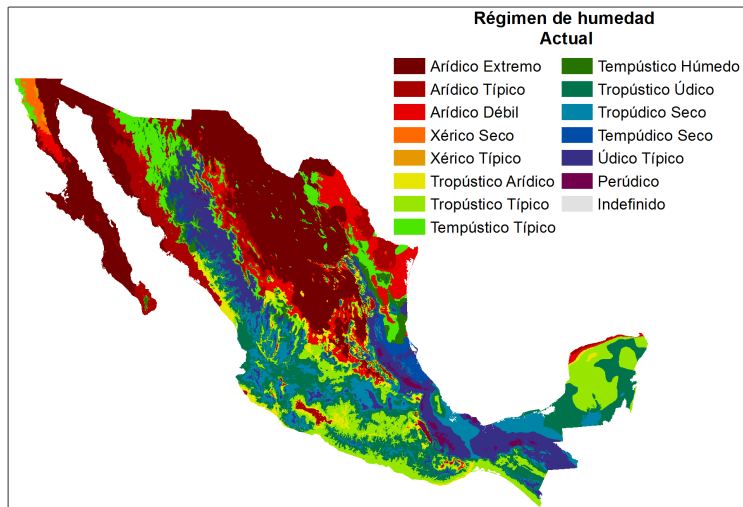 Régimen de humedad
Actual
Arídico Extremo
Arídico Típico
Arídico Débil
Xérico Seco
Xérico Típico
Tropústico Arídico
Tropústico Típico
Tempústico Típico
Tempústico Húmedo
Tropústico Údico
Tropúdico Seco
Tempúdico Seco
Údico Típico
Perúdico
Indefinido